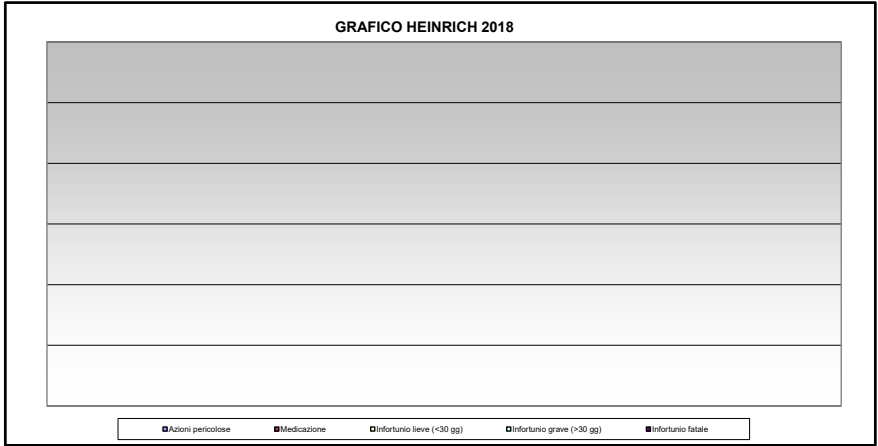 GRAFICO HEINRICH 2018
Azioni pericolose Medicazione Infortunio lieve (<30 gg) Infortunio grave (>30 gg) Infortunio fatale